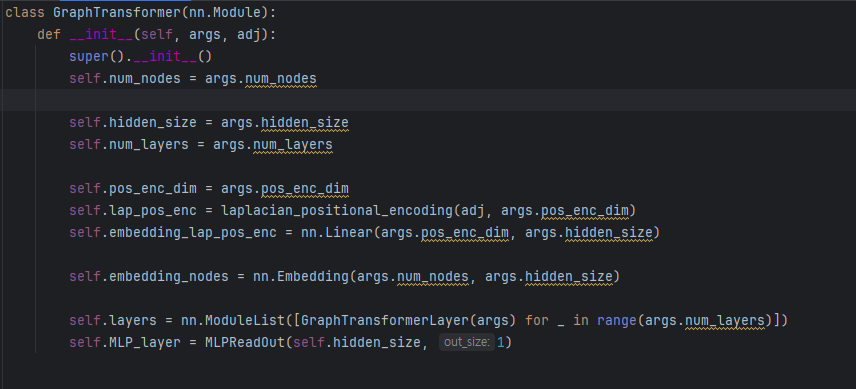 class GraphTransformer(nn.Module):
def __init__(self, args, adj):
super().__init__()
self.num_nodes = args.num_nodes
self.hidden_size = args.hidden_size
self.num_layers = args.num_layers
self.pos_enc_dim = args.pos_enc_dim
self.lap_pos_enc = laplacian_positional_encoding(adj, args.pos_enc_dim)
self.embedding_lap_pos_enc = nn.Linear(args.pos_enc_dim, args.hidden_size)
self.embedding_nodes = nn.Embedding(args.num_nodes, args.hidden_size)
self.layers = nn.ModuleList([GraphTransformerLayer(args) for _ in range(args.num_layers)])
self.MLP_layer = MLPReadOut(self.hidden_size, out_size: 1)